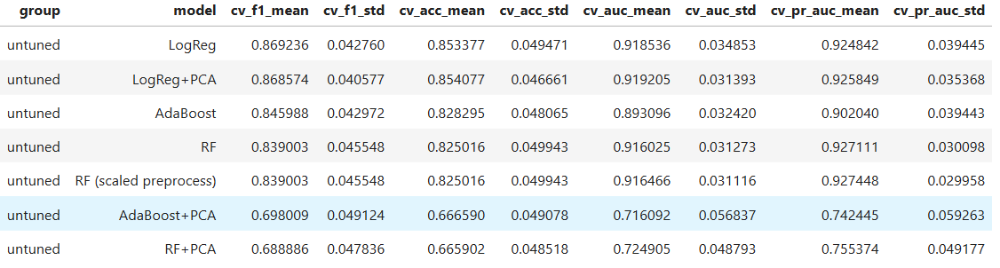 group model cv_f1_mean cv_f1_std cv_acc_mean cv_acc_std cv_auc_mean cv_auc_std cv_pr_auc_mean cv_pr_auc_std
untuned LogReg 0.869236 0.042760 0.853377 0.049471 0.918536 0.034853 0.924842 0.039445
untuned LogReg+PCA 0.868574 0.040577 0.854077 0.046661 0.919205 0.031393 0.925849 0.035368
untuned AdaBoost 0.845988 0.042972 0.828295 0.048065 0.893096 0.032420 0.902040 0.039443
untuned RF 0.839003 0.045548 0.825016 0.049943 0.916025 0.031273 0.927111 0.030098
untuned RF (scaled preprocess) 0.839003 0.045548 0.825016 0.049943 0.916466 0.031116 0.927448 0.029958
untuned AdaBoost+PCA 0.698009 0.049124 0.666590 0.049078 0.716092 0.056837 0.742445 0.059263
untuned RF+PCA 0.688886 0.047836 0.665902 0.048518 0.724905 0.048793 0.755374 0.049177